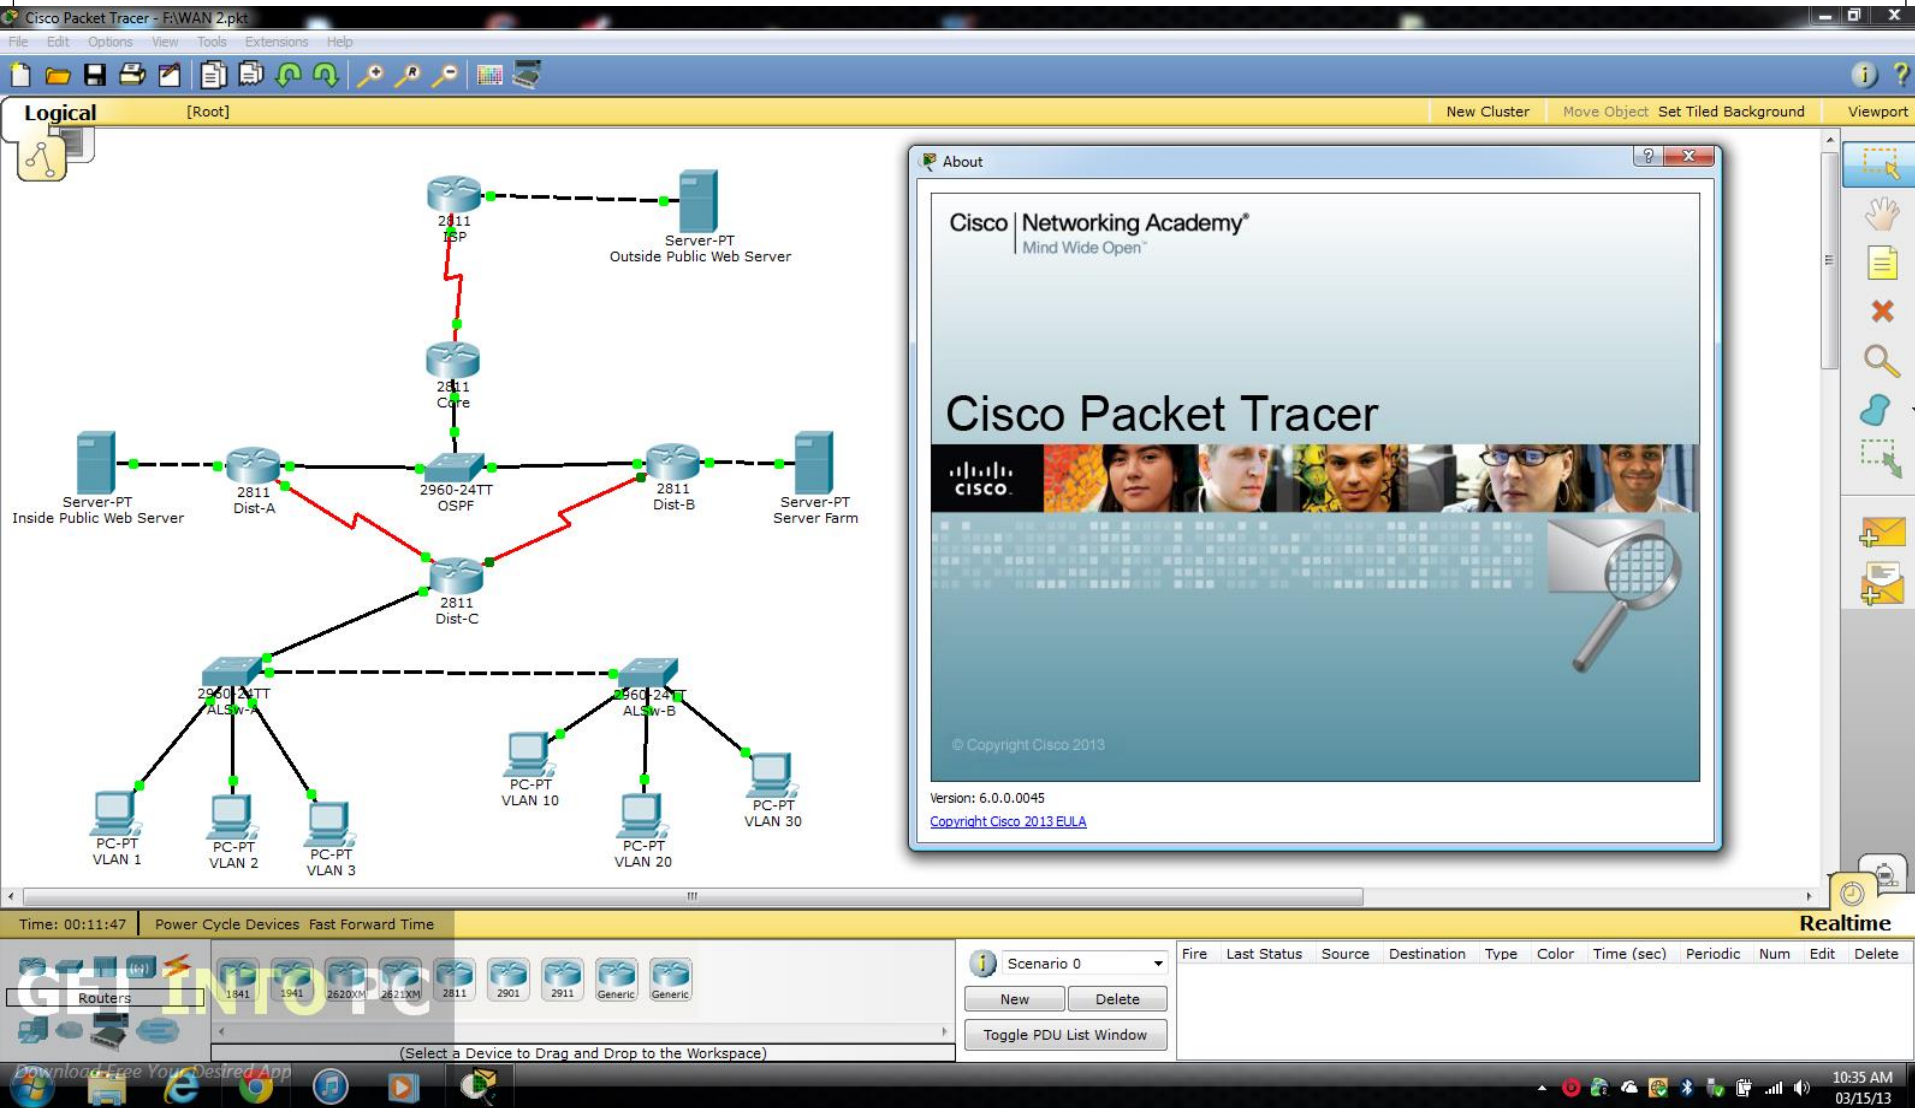 Cisco Packet Tracer - F:\WAN 2.pkt
File Edit Options View Tools Extensions Help
Logical [Root] New Cluster Move Object Set Tiled Background Viewport
2811
ISP
Server-PT
Outside Public Web Server
2811
Core
Server-PT
Inside Public Web Server
2811
Dist-A
2960-24TT
OSPF
2811
Dist-B
Server-PT
Server Farm
2811
Dist-C
2960-24TT
ALSw-A
2960-24TT
ALSw-B
PC-PT
VLAN 1
PC-PT
VLAN 2
PC-PT
VLAN 3
PC-PT
VLAN 10
PC-PT
VLAN 20
PC-PT
VLAN 30
About
Cisco Networking Academy®
Mind Wide Open™
Cisco Packet Tracer
CISCO
© Copyright Cisco 2013
Version: 6.0.0.0045
Copyright Cisco 2013 EULA
Time: 00:11:47 Power Cycle Devices Fast Forward Time Realtime
Routers
1841 1941 2620XM 2621XM 2811 2901 2911 Generic Generic
(Select a Device to Drag and Drop to the Workspace)
Scenario 0
New Delete
Toggle PDU List Window
Fire Last Status Source Destination Type Color Time (sec) Periodic Num Edit Delete
GET INTO PC
Download Free Your Desired App
10:35 AM
03/15/13